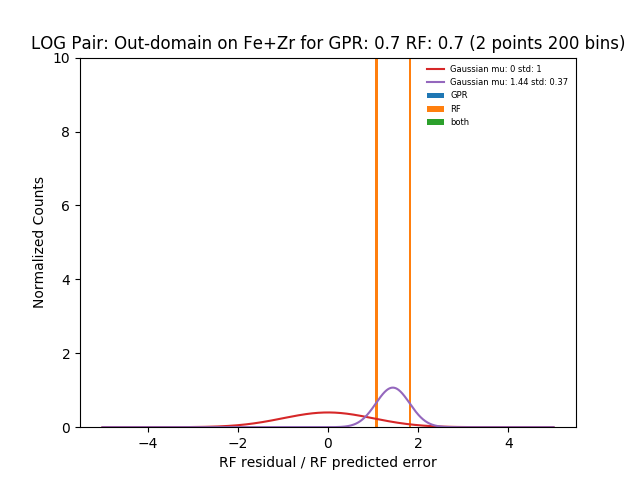 LOG Pair: Out-domain on Fe+Zr for GPR: 0.7 RF: 0.7 (2 points 200 bins)
Gaussian mu: 0 std: 1
Gaussian mu: 1.44 std: 0.37
GPR
RF
both
Normalized Counts
10
8
6
4
2
0
−4 −2 0 2 4
RF residual / RF predicted error